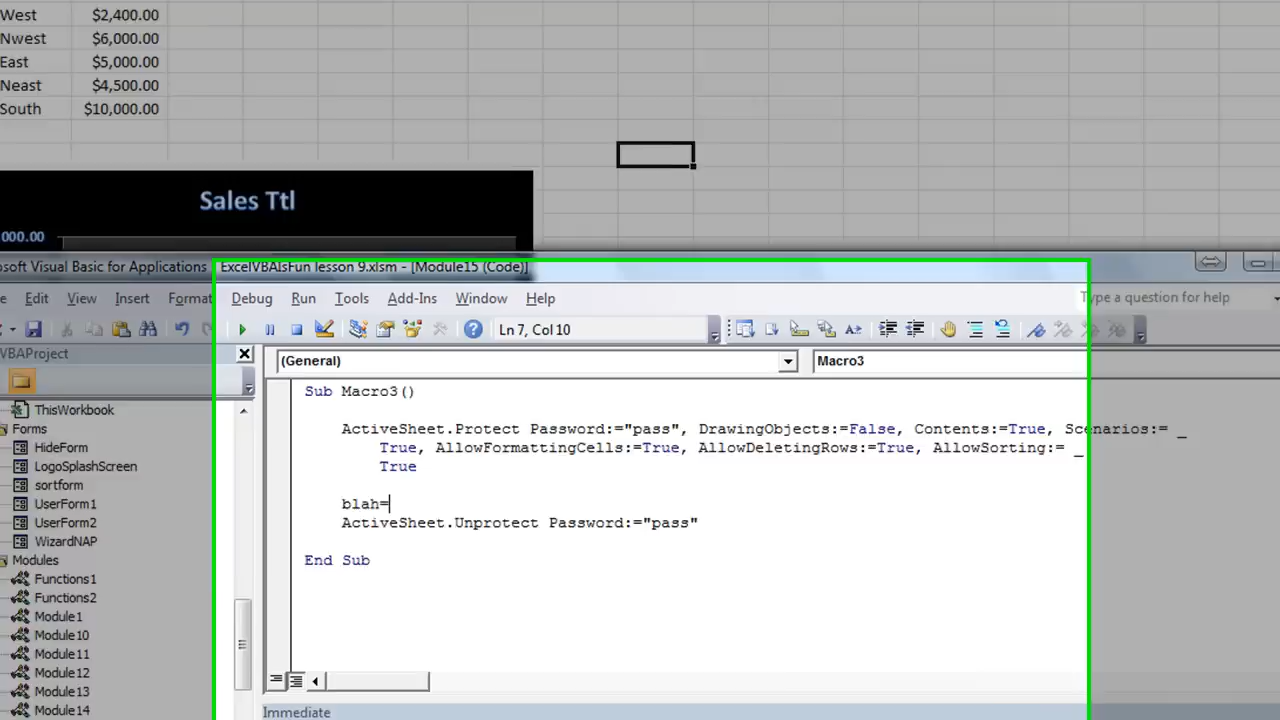 West $2,400.00
Nwest $6,000.00
East $5,000.00
Neast $4,500.00
South $10,000.00
Sales Ttl
000.00
osoft Visual Basic for Applications - ExcelVBAIsFun lesson 9.xlsm - [Module15 (Code)]
e Edit View Insert Format Debug Run Tools Add-Ins Window Help Type a question for help
Ln 7, Col 10
VBAProject
(General) Macro3
ThisWorkbook
Forms
HideForm
LogoSplashScreen
sortform
UserForm1
UserForm2
WizardNAP
Modules
Functions1
Functions2
Module1
Module10
Module11
Module12
Module13
Module14
Sub Macro3()
ActiveSheet.Protect Password:="pass", DrawingObjects:=False, Contents:=True, Scenarios:= _
True, AllowFormattingCells:=True, AllowDeletingRows:=True, AllowSorting:= _
True
blah=
ActiveSheet.Unprotect Password:="pass"
End Sub
Immediate